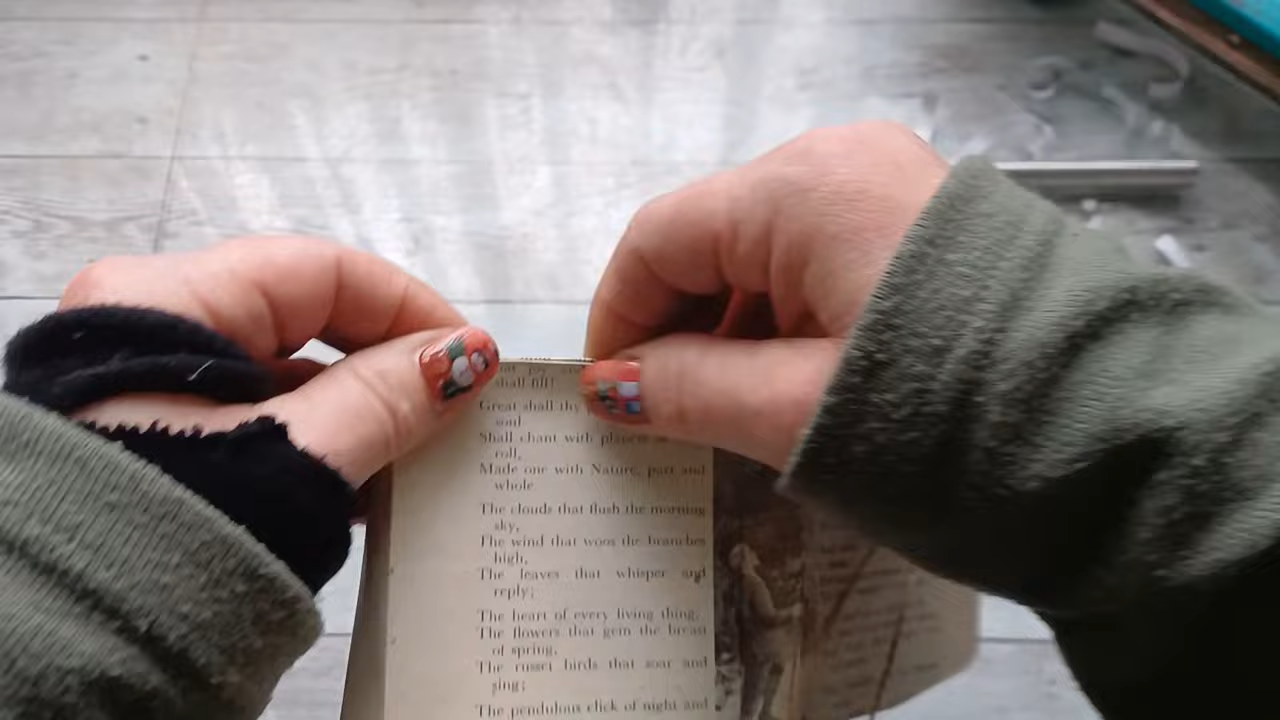 shall nll!
Great shall thy
soul
Shall chant with
roll,
Made one with Nature, part and
whole
The clouds that flush the morning
sky,
The wind that woos the branches
high,
The leaves that whisper and
reply;
The heart of every living thing,
The flowers that gem the breast
of spring,
The russet birds that soar and
sing;
The pendulous click of night and